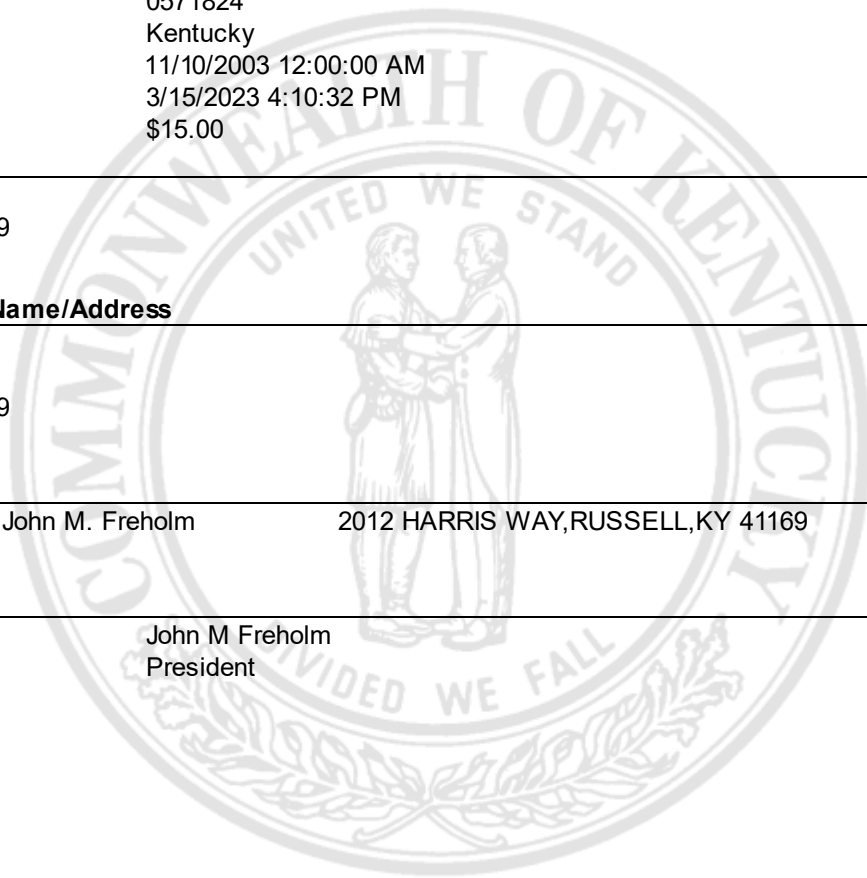 0571824
Kentucky
11/10/2003 12:00:00 AM
3/15/2023 4:10:32 PM
$15.00
9
Name/Address
9
John M. Freholm 2012 HARRIS WAY,RUSSELL,KY 41169
John M Freholm
President
COMMONWEALTH OF KENTUCKY
UNITED WE STAND
DIVIDED WE FALL